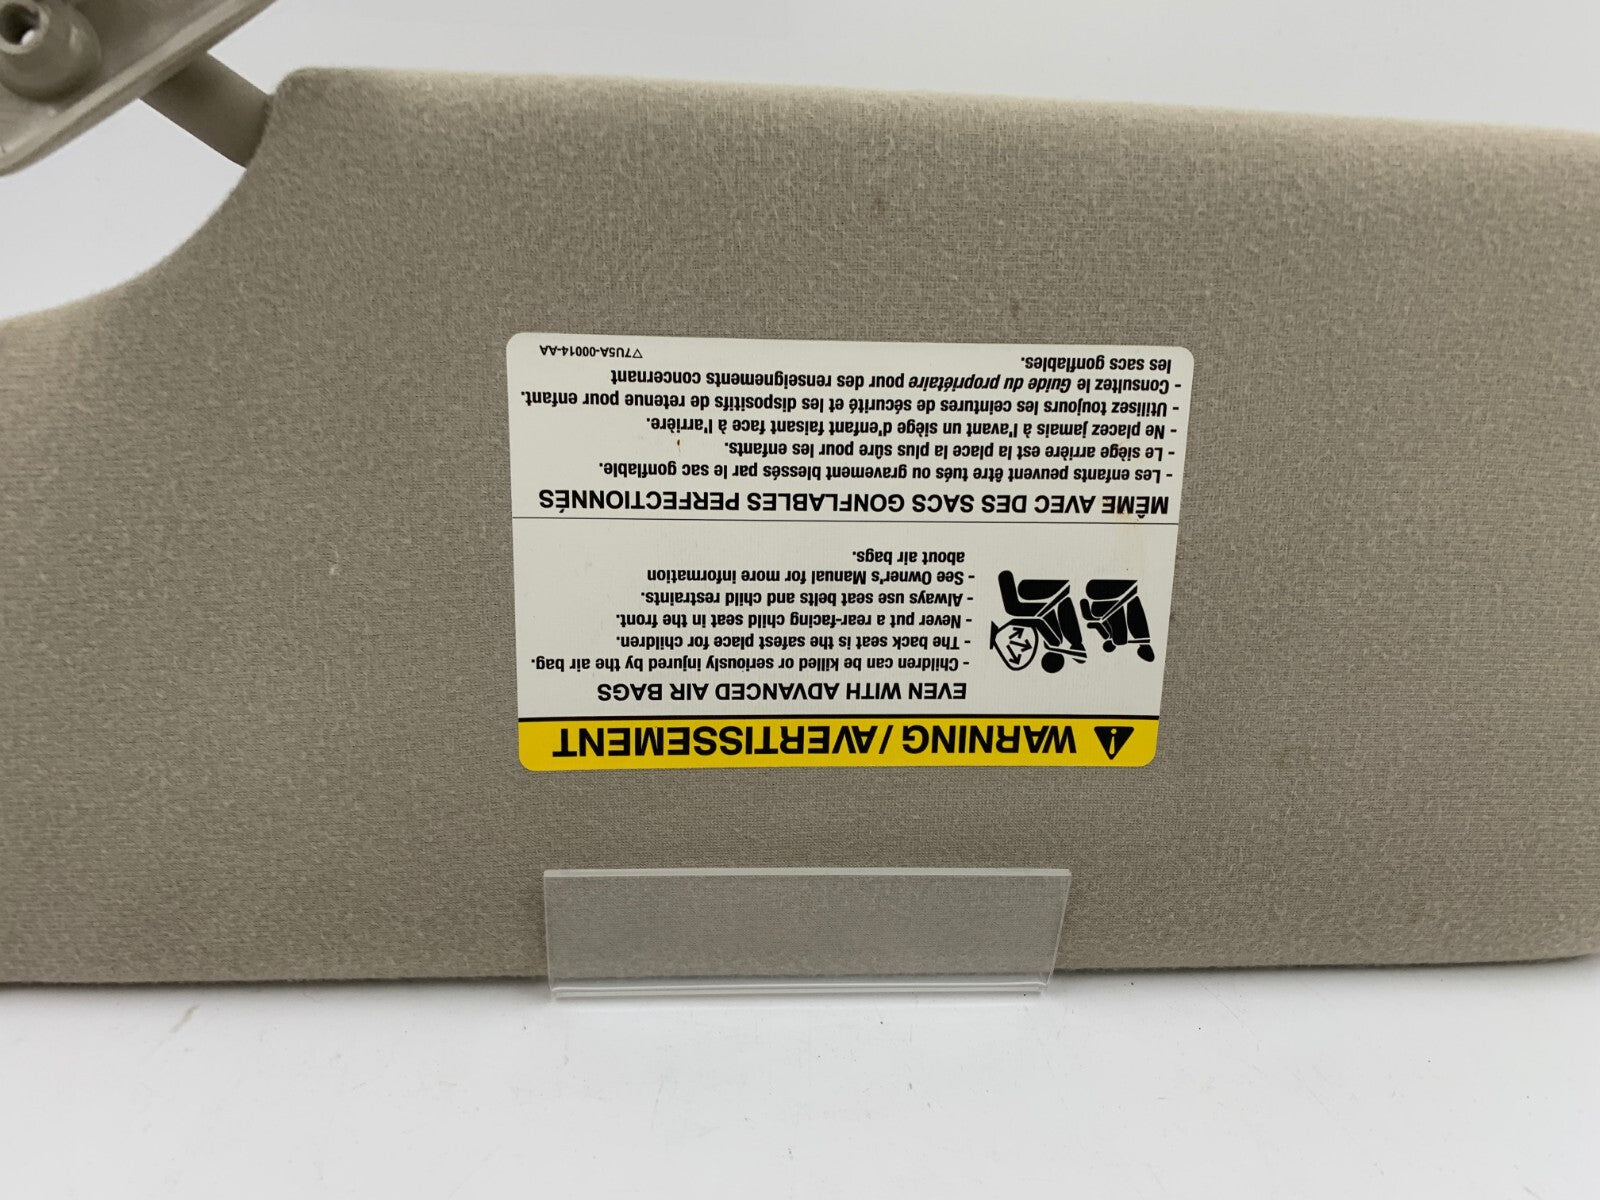 WARNING / AVERTISSEMENT
EVEN WITH ADVANCED AIR BAGS
- Children can be killed or seriously injured by the air bag.
- The back seat is the safest place for children.
- Never put a rear-facing child seat in the front.
- Always use seat belts and child restraints.
- See Owner's Manual for more information
about air bags.
MÊME AVEC DES SACS GONFLABLES PERFECTIONNÉS
- Les enfants peuvent être tués ou gravement blessés par le sac gonflable.
- Le siège arrière est la place la plus sûre pour les enfants.
- Ne placez jamais à l'avant un siège d'enfant faisant face à l'arrière.
- Utilisez toujours les ceintures de sécurité et les dispositifs de retenue pour enfant.
- Consultez le Guide du propriétaire pour des renseignements concernant
les sacs gonflables.
▽7U5A-00014-AA